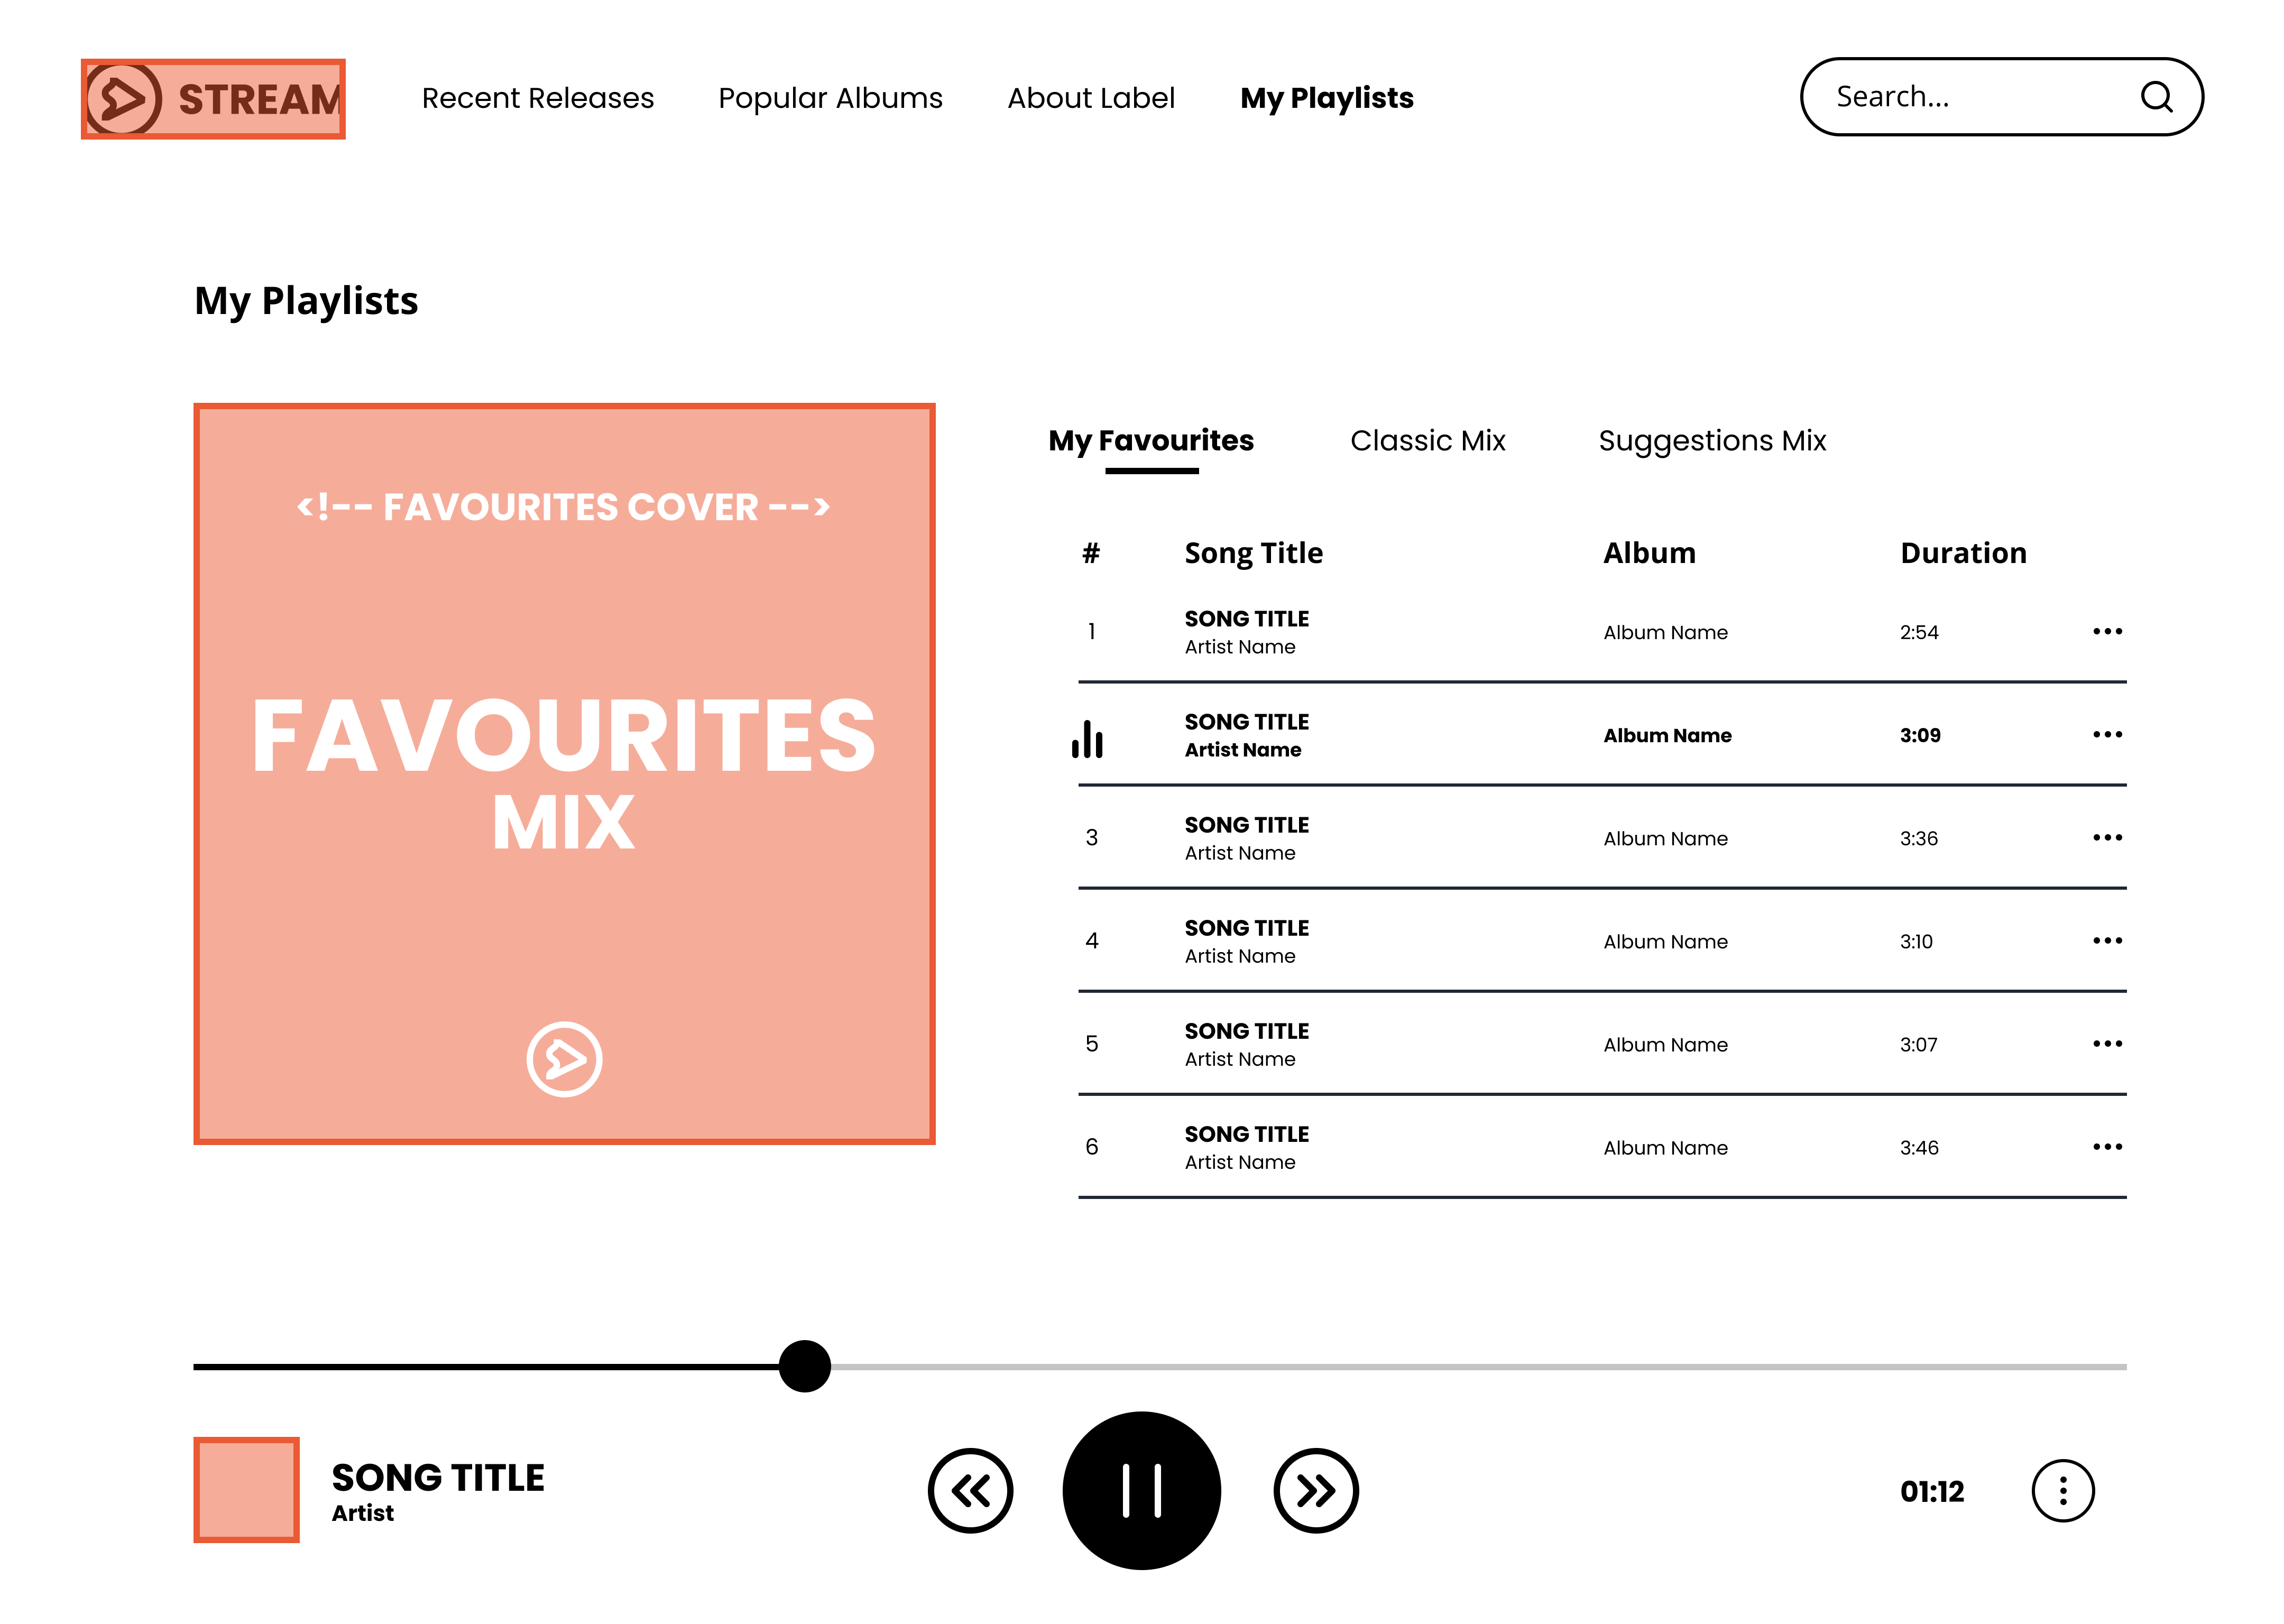 STREAM
Recent Releases
Popular Albums
About Label
My Playlists
Search...
My Playlists
<!-- FAVOURITES COVER -->
FAVOURITES
MIX
My Favourites
Classic Mix
Suggestions Mix
# Song Title Album Duration
1 SONG TITLE Album Name 2:54
Artist Name
SONG TITLE Album Name 3:09
Artist Name
3 SONG TITLE Album Name 3:36
Artist Name
4 SONG TITLE Album Name 3:10
Artist Name
5 SONG TITLE Album Name 3:07
Artist Name
6 SONG TITLE Album Name 3:46
Artist Name
SONG TITLE
Artist
01:12